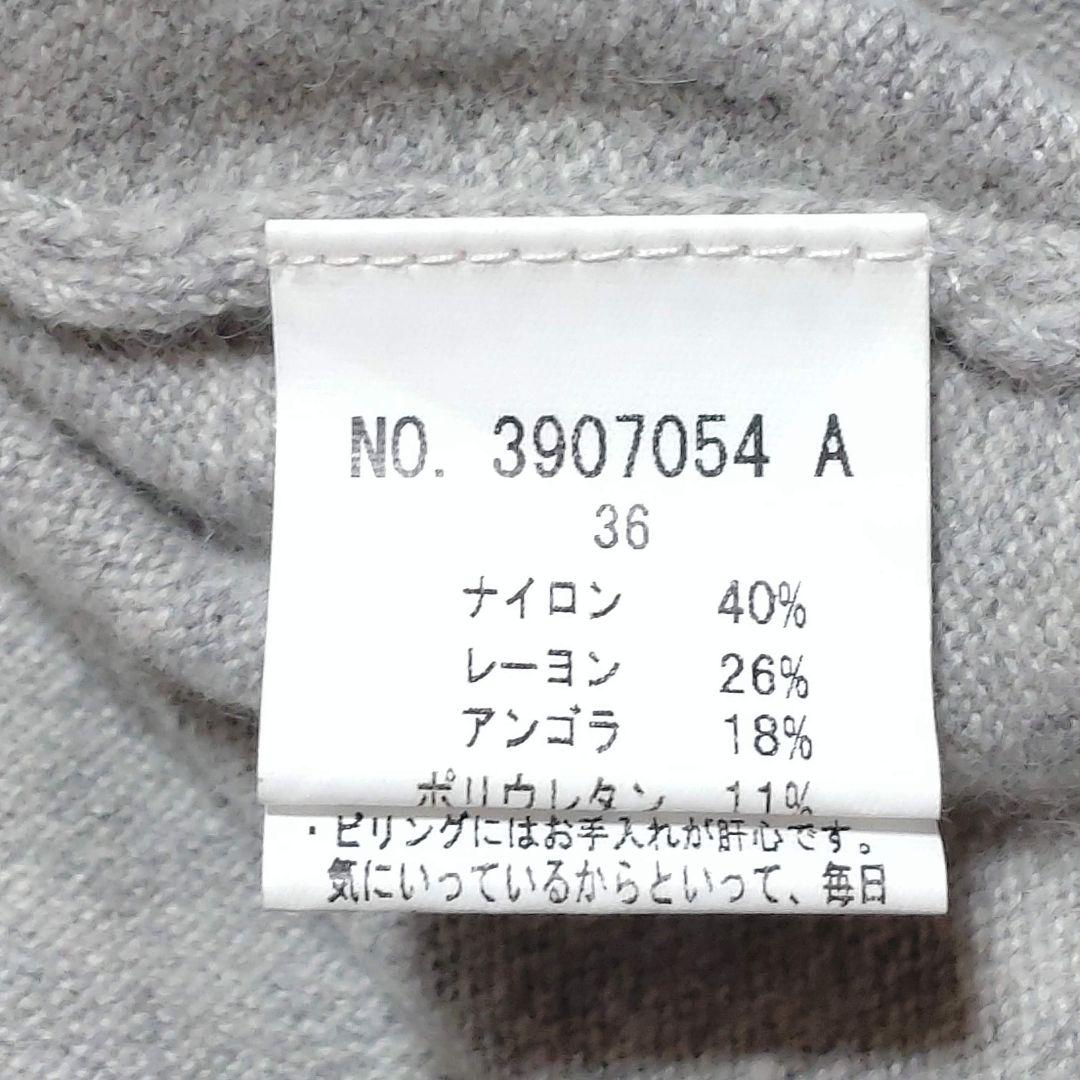 NO. 3907054 A
36
ナイロン 40%
レーヨン 26%
アンゴラ 18%
ポリウレタン 11%
・ピリングにはお手入れが肝心です。
気にいっているからといって、毎日